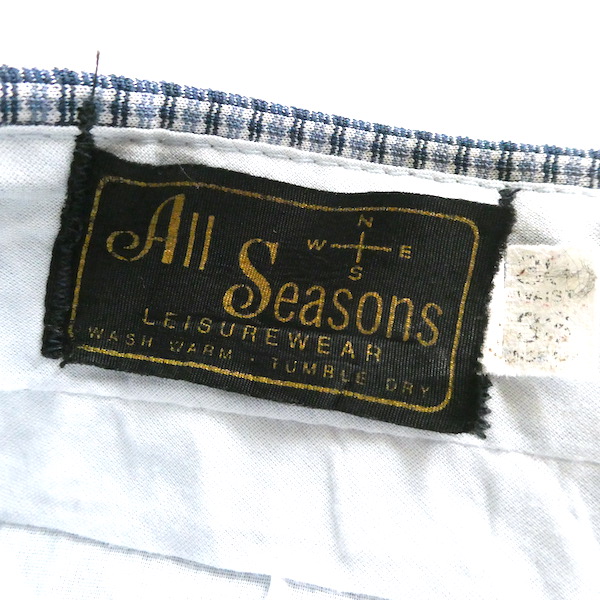 All
N
W E
S
Seasons
LEISUREWEAR
WASH WARM · TUMBLE DRY